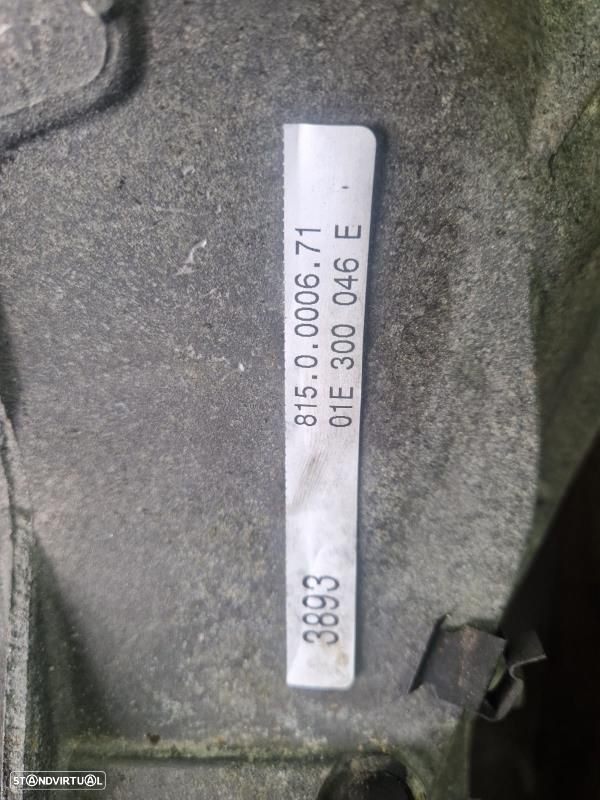 815.0.0006.71
01E 300 046 E
3893
STANDVIRTUAL